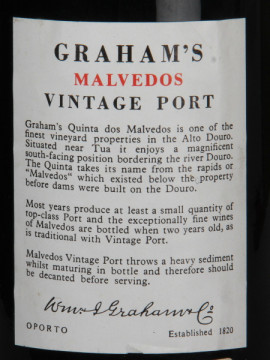 GRAHAM'S
MALVEDOS
VINTAGE PORT
Graham's Quinta dos Malvedos is one of the
finest vineyard properties in the Alto Douro.
Situated near Tua it enjoys a magnificent
south-facing position bordering the river Douro.
The Quinta takes its name from the rapids or
"Malvedos" which existed below the property
before dams were built on the Douro.
Most years produce at least a small quantity of
top-class Port and the exceptionally fine wines
of Malvedos are bottled when two years old, as
is traditional with Vintage Port.
Malvedos Vintage Port throws a heavy sediment
whilst maturing in bottle and therefore should
be decanted before serving.
Wm & J Graham & Co
OPORTO Established 1820